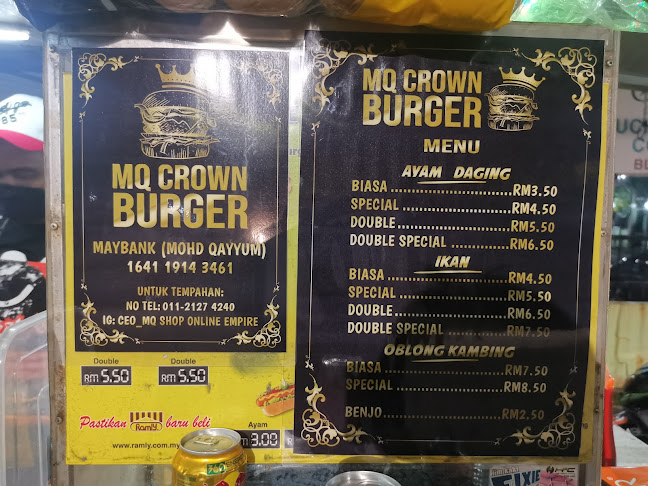 MQ CROWN
BURGER
MAYBANK (MOHD QAYYUM)
1641 1914 3461
UNTUK TEMPAHAN:
NO TEL: 011-2127 4240
IG: CEO_MQ SHOP ONLINE EMPIRE
Double
RM 5.50
Double
RM 5.50
Pastikan Ramly baru beli
www.ramly.com.my
Ayam
RM 3.00
MQ CROWN
BURGER
MENU
AYAM DAGING
BIASA ........................ RM3.50
SPECIAL ........................ RM4.50
DOUBLE ........................ RM5.50
DOUBLE SPECIAL ............ RM6.50
IKAN
BIASA ........................ RM4.50
SPECIAL ........................ RM5.50
DOUBLE ........................ RM6.50
DOUBLE SPECIAL ............ RM7.50
OBLONG KAMBING
BIASA ........................ RM7.50
SPECIAL ........................ RM8.50
BENJO ........................ RM2.50